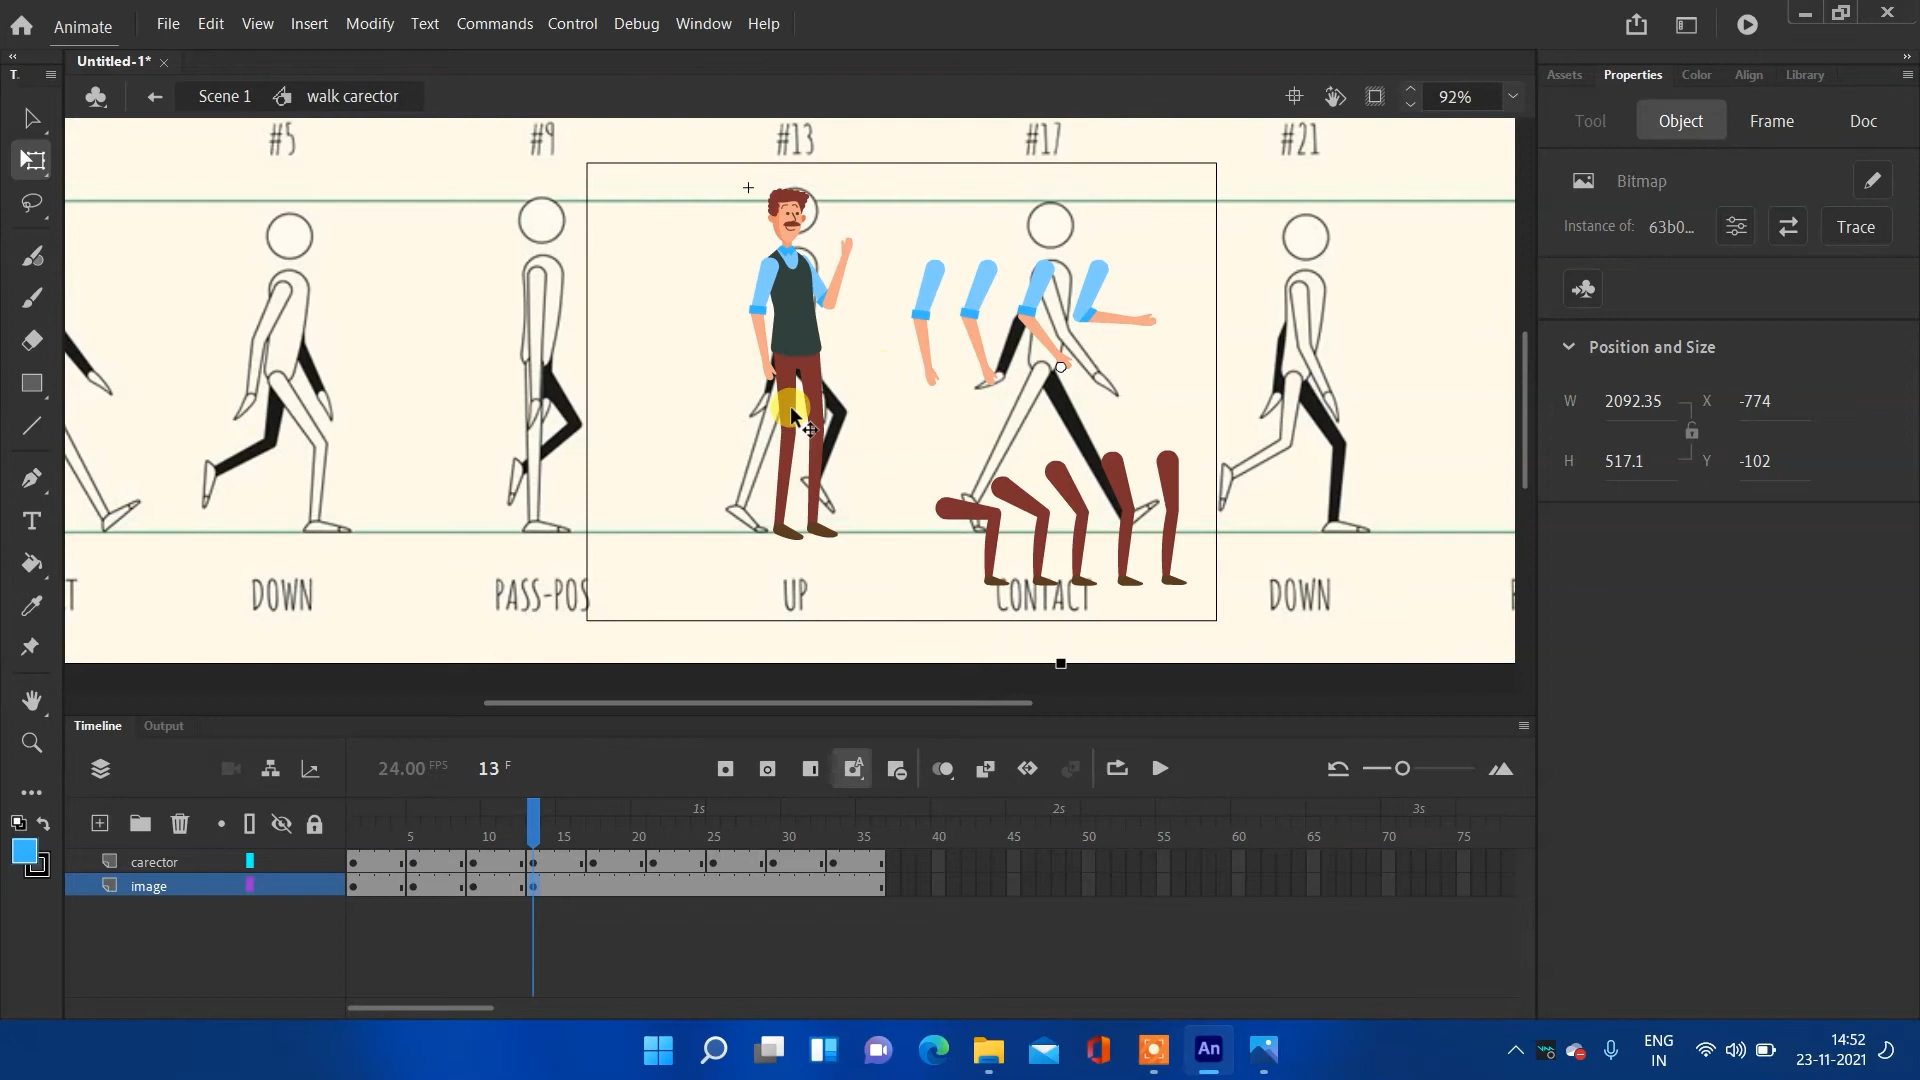 Animate File Edit View Insert Modify Text Commands Control Debug Window Help
Untitled-1*
T.
Assets Properties Color Align Library
Scene 1 walk carector 92%
Tool Object Frame Doc
#5 #9 #13 #17 #21
Bitmap
Instance of: 63b0... Trace
Position and Size
W 2092.35 X -774
H 517.1 Y -102
T DOWN PASS-POS UP CONTACT DOWN
Timeline Output
24.00 FPS 13 F
1s 2s 3s
5 10 15 20 25 30 35 40 45 50 55 60 65 70 75
carector
image
An
ENG
IN
14:52
23-11-2021